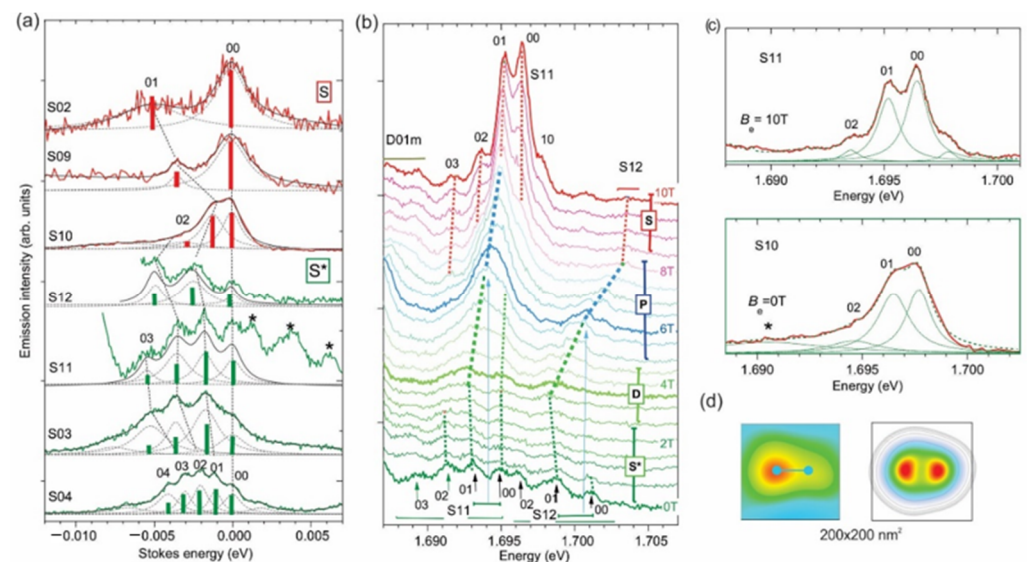 (a)
01
00
S
S02
S09
S10
02
S*
S12
*
*
*
03
S11
S03
04
03
02
01
00
S04
−0.010
−0.005
0.000
0.005
Stokes energy (eV)
Emission intensity (arb. units)
(b)
01
00
S11
D01m
03
02
10
S12
10T
S
8T
P
6T
4T
D
2T
S*
0T
03
02
01
00
02
01
00
S11
S12
1.690
1.695
1.700
1.705
Energy (eV)
(c)
S11
00
01
02
Be = 10T
1.690
1.695
1.700
Energy (eV)
S10
01
00
02
Be =0T
*
1.690
1.695
1.700
Energy (eV)
(d)
200x200 nm²